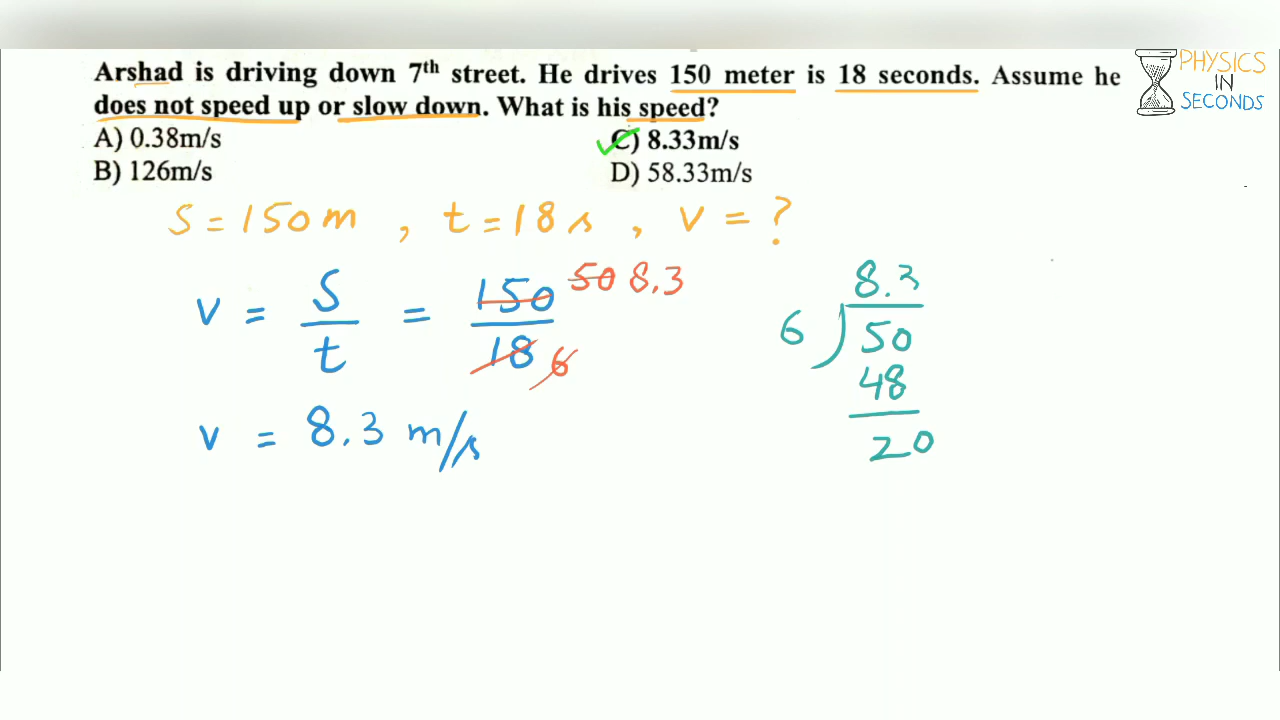 Arshad is driving down 7th street. He drives 150 meter is 18 seconds. Assume he
does not speed up or slow down. What is his speed?
A) 0.38m/s
C) 8.33m/s
B) 126m/s
D) 58.33m/s
PHYSICS
IN
SECONDS
S = 150m , t = 18 s , v = ?
v = S/t = 150/18 50 8.3 6
v = 8.3 m/s
8.3
6 ) 50
48
20